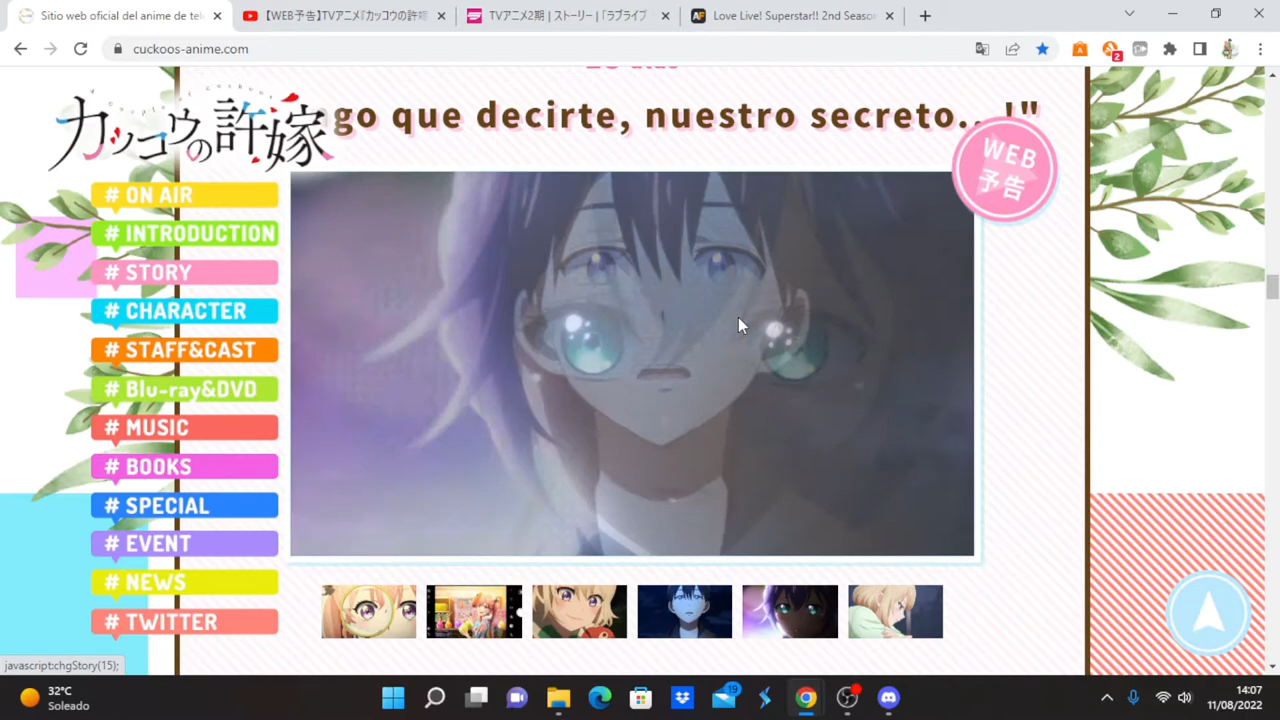 Sitio web oficial del anime de tele
【WEB予告】TVアニメ『カッコウの許嫁
TVアニメ2期 | ストーリー | 「ラブライブ
Love Live! Superstar!! 2nd Season
cuckoos-anime.com
2
go que decirte, nuestro secreto...!"
カッコウの許嫁
WEB
予告
# ON AIR
# INTRODUCTION
# STORY
# CHARACTER
# STAFF&CAST
# Blu-ray&DVD
# MUSIC
# BOOKS
# SPECIAL
# EVENT
# NEWS
# TWITTER
javascript:chgStory(15);
32°C
Soleado
19
14:07
11/08/2022